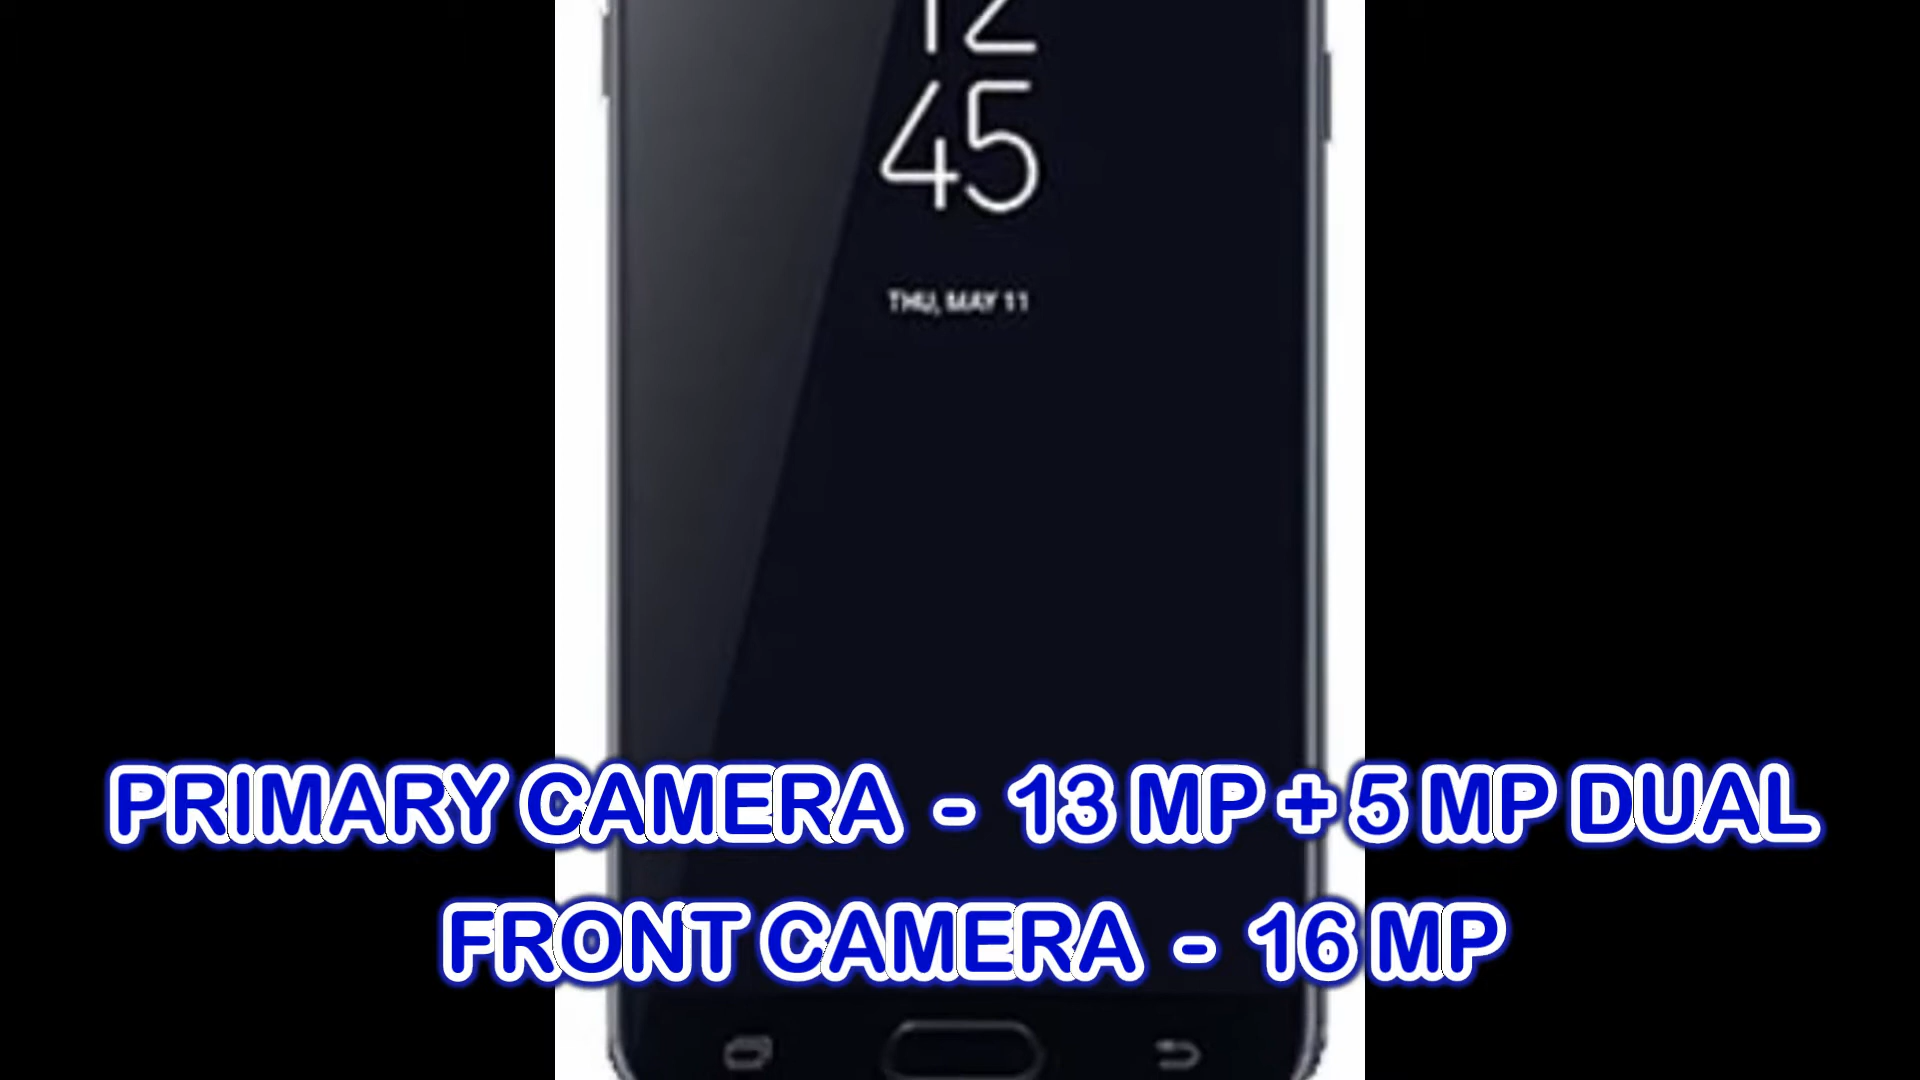 12
45
THU, MAY 11
PRIMARY CAMERA - 13 MP + 5 MP DUAL
FRONT CAMERA - 16 MP